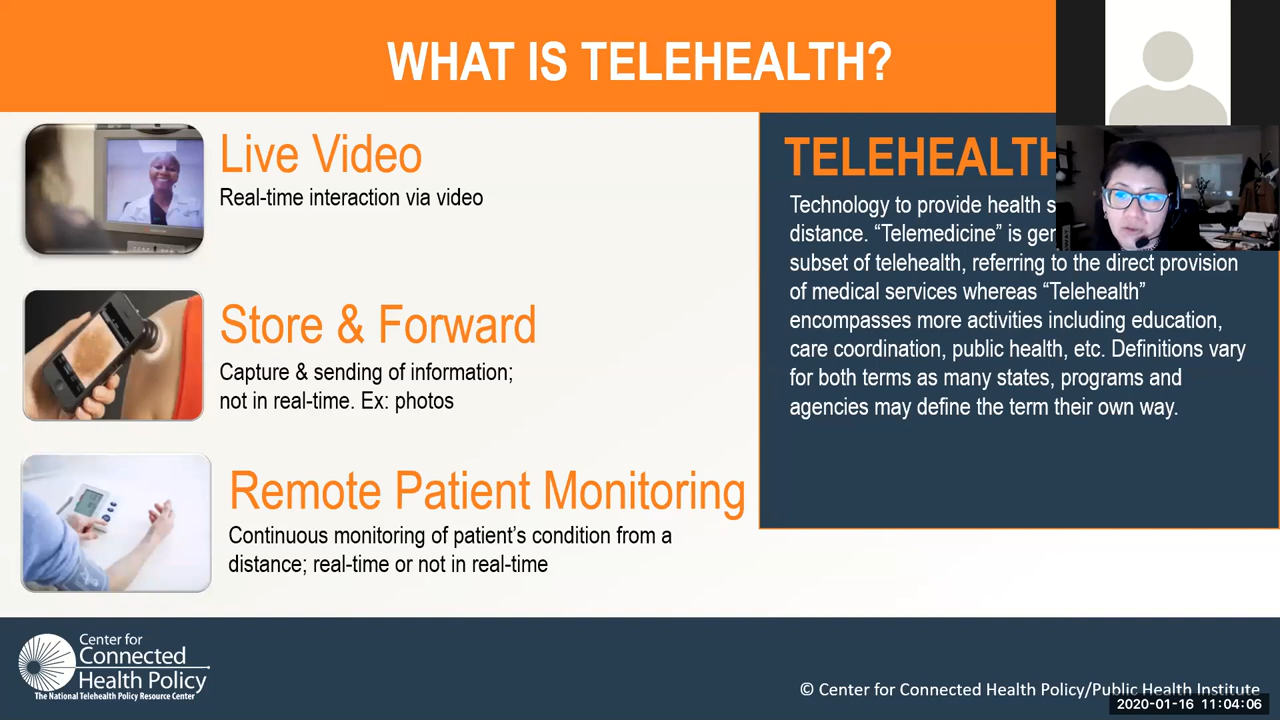 WHAT IS TELEHEALTH?
Live Video
Real-time interaction via video
Store & Forward
Capture & sending of information;
not in real-time. Ex: photos
Remote Patient Monitoring
Continuous monitoring of patient’s condition from a
distance; real-time or not in real-time
TELEHEALTH
Technology to provide health
distance. “Telemedicine” is
subset of telehealth, referring to the direct provision
of medical services whereas “Telehealth”
encompasses more activities including education,
care coordination, public health, etc. Definitions vary
for both terms as many states, programs and
agencies may define the term their own way.
Center for
Connected
Health Policy
The National Telehealth Policy Resource Center
© Center for Connected Health Policy/Public Health Institute
2020-01-16 11:04:06